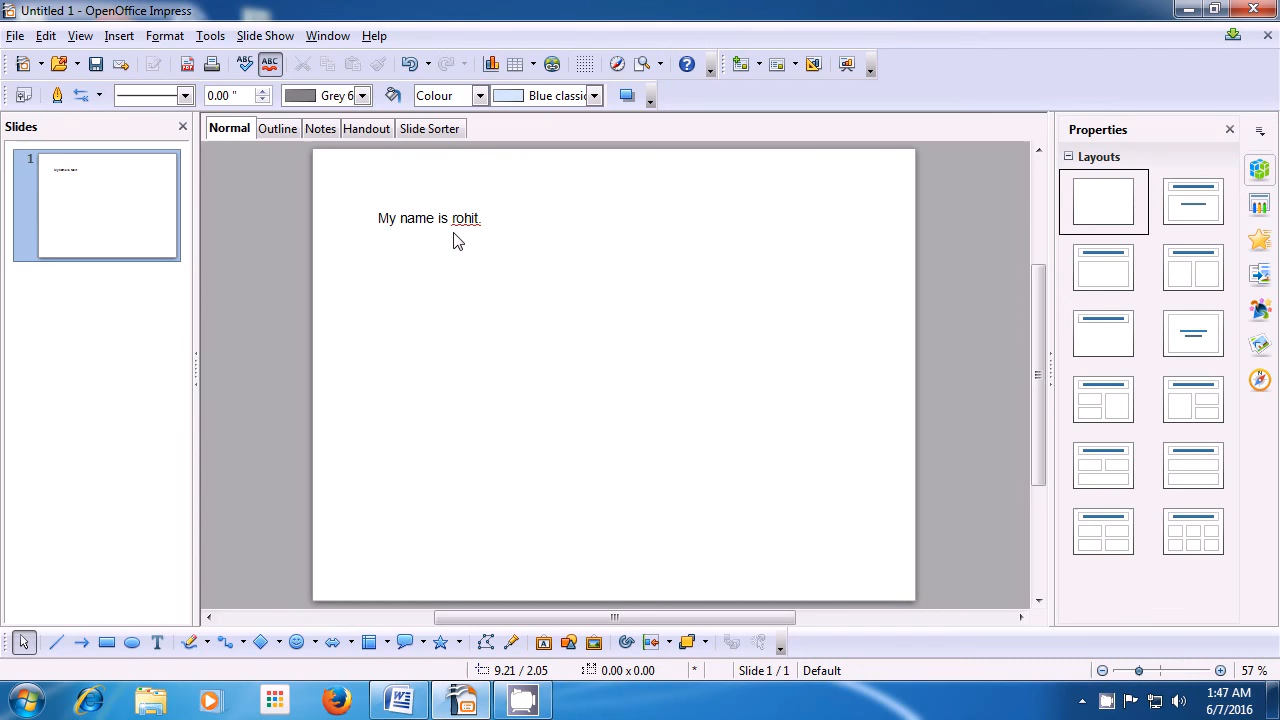 Untitled 1 - OpenOffice Impress
File Edit View Insert Format Tools Slide Show Window Help
ABC ABC
0.00 " Grey 6 Colour Blue classic
Slides
Normal Outline Notes Handout Slide Sorter
Properties
Layouts
1
My name is rohit.
9.21 / 2.05 0.00 x 0.00 * Slide 1 / 1 Default 57 %
1:47 AM
6/7/2016